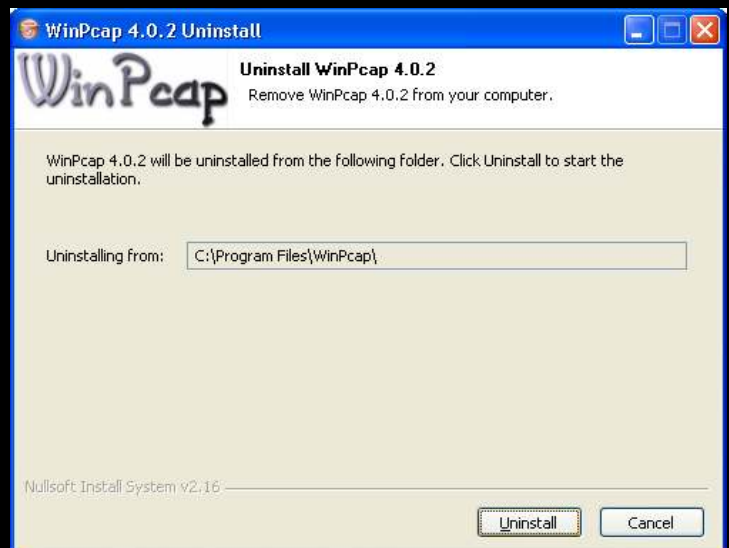 WinPcap 4.0.2 Uninstall
WinPcap
Uninstall WinPcap 4.0.2
Remove WinPcap 4.0.2 from your computer.
WinPcap 4.0.2 will be uninstalled from the following folder. Click Uninstall to start the
uninstallation.
Uninstalling from: C:\Program Files\WinPcap\
Nullsoft Install System v2.16
Uninstall Cancel